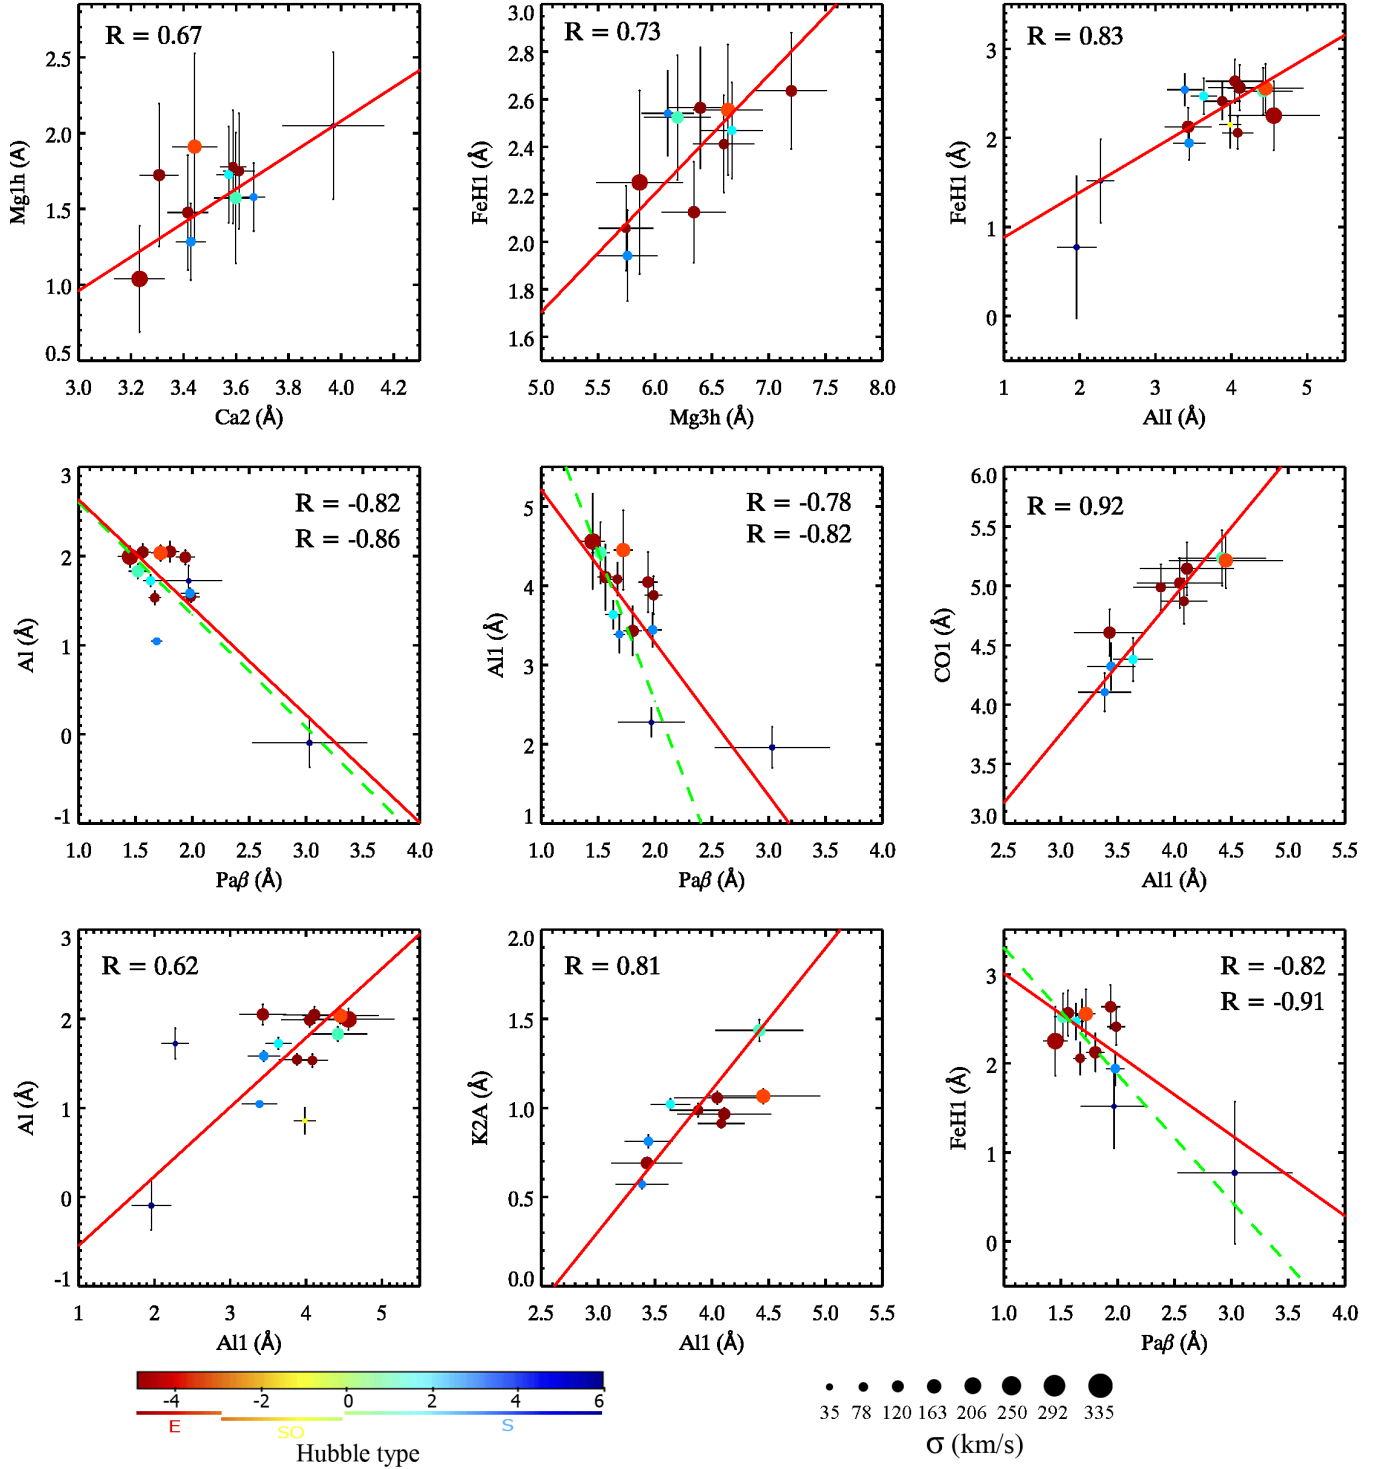 R = 0.67
2.5
2.0
1.5
1.0
0.5
Mg1h (Å)
3.0 3.2 3.4 3.6 3.8 4.0 4.2
Ca2 (Å)
R = 0.73
3.0
2.8
2.6
2.4
2.2
2.0
1.8
1.6
FeH1 (Å)
5.0 5.5 6.0 6.5 7.0 7.5 8.0
Mg3h (Å)
R = 0.83
3
2
1
0
FeH1 (Å)
1 2 3 4 5
AlI (Å)
R = -0.82
R = -0.86
3
2
1
0
-1
Al (Å)
1.0 1.5 2.0 2.5 3.0 3.5 4.0
Paβ (Å)
R = -0.78
R = -0.82
5
4
3
2
1
Al1 (Å)
1.0 1.5 2.0 2.5 3.0 3.5 4.0
Paβ (Å)
R = 0.92
6.0
5.5
5.0
4.5
4.0
3.5
3.0
CO1 (Å)
2.5 3.0 3.5 4.0 4.5 5.0 5.5
Al1 (Å)
R = 0.62
3
2
1
0
-1
Al (Å)
1 2 3 4 5
Al1 (Å)
R = 0.81
2.0
1.5
1.0
0.5
0.0
K2A (Å)
2.5 3.0 3.5 4.0 4.5 5.0 5.5
Al1 (Å)
R = -0.82
R = -0.91
3
2
1
0
FeH1 (Å)
1.0 1.5 2.0 2.5 3.0 3.5 4.0
Paβ (Å)
-4 -2 0 2 4 6
E SO S
Hubble type
35 78 120 163 206 250 292 335
σ (km/s)